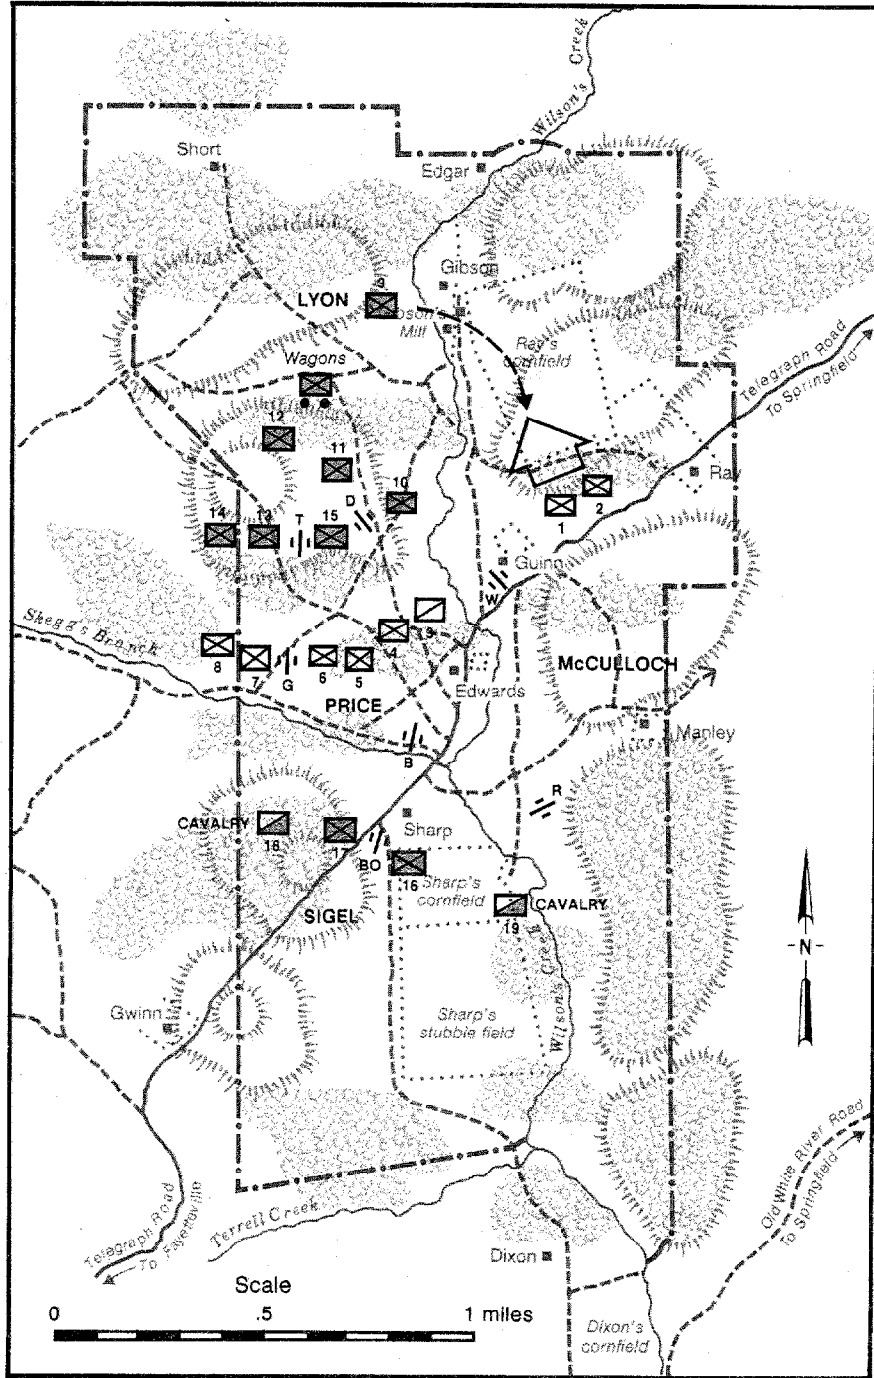 Wilson's Creek
Short
Edgar
Gibson
9
LYON
Mill
Ray's
cornfield
Wagons
Telegraph Road
To Springfield
12
11
Ray
10
D
2
1
14
13
T
15
Guinn
W
Skegg's Branch
3
4
8
7
G
6
5
Edwards
McCULLOCH
PRICE
Manley
B
R
CAVALRY
18
17
BO
Sharp
16
Sharp's
cornfield
CAVALRY
19
SIGEL
Wilson's Creek
-N-
Gwinn
Sharp's
stubble field
Old White River Road
To Springfield
Telegraph Road
To Fayetteville
Terrell Creek
Dixon
Scale
0 .5 1 miles
Dixon's
cornfield